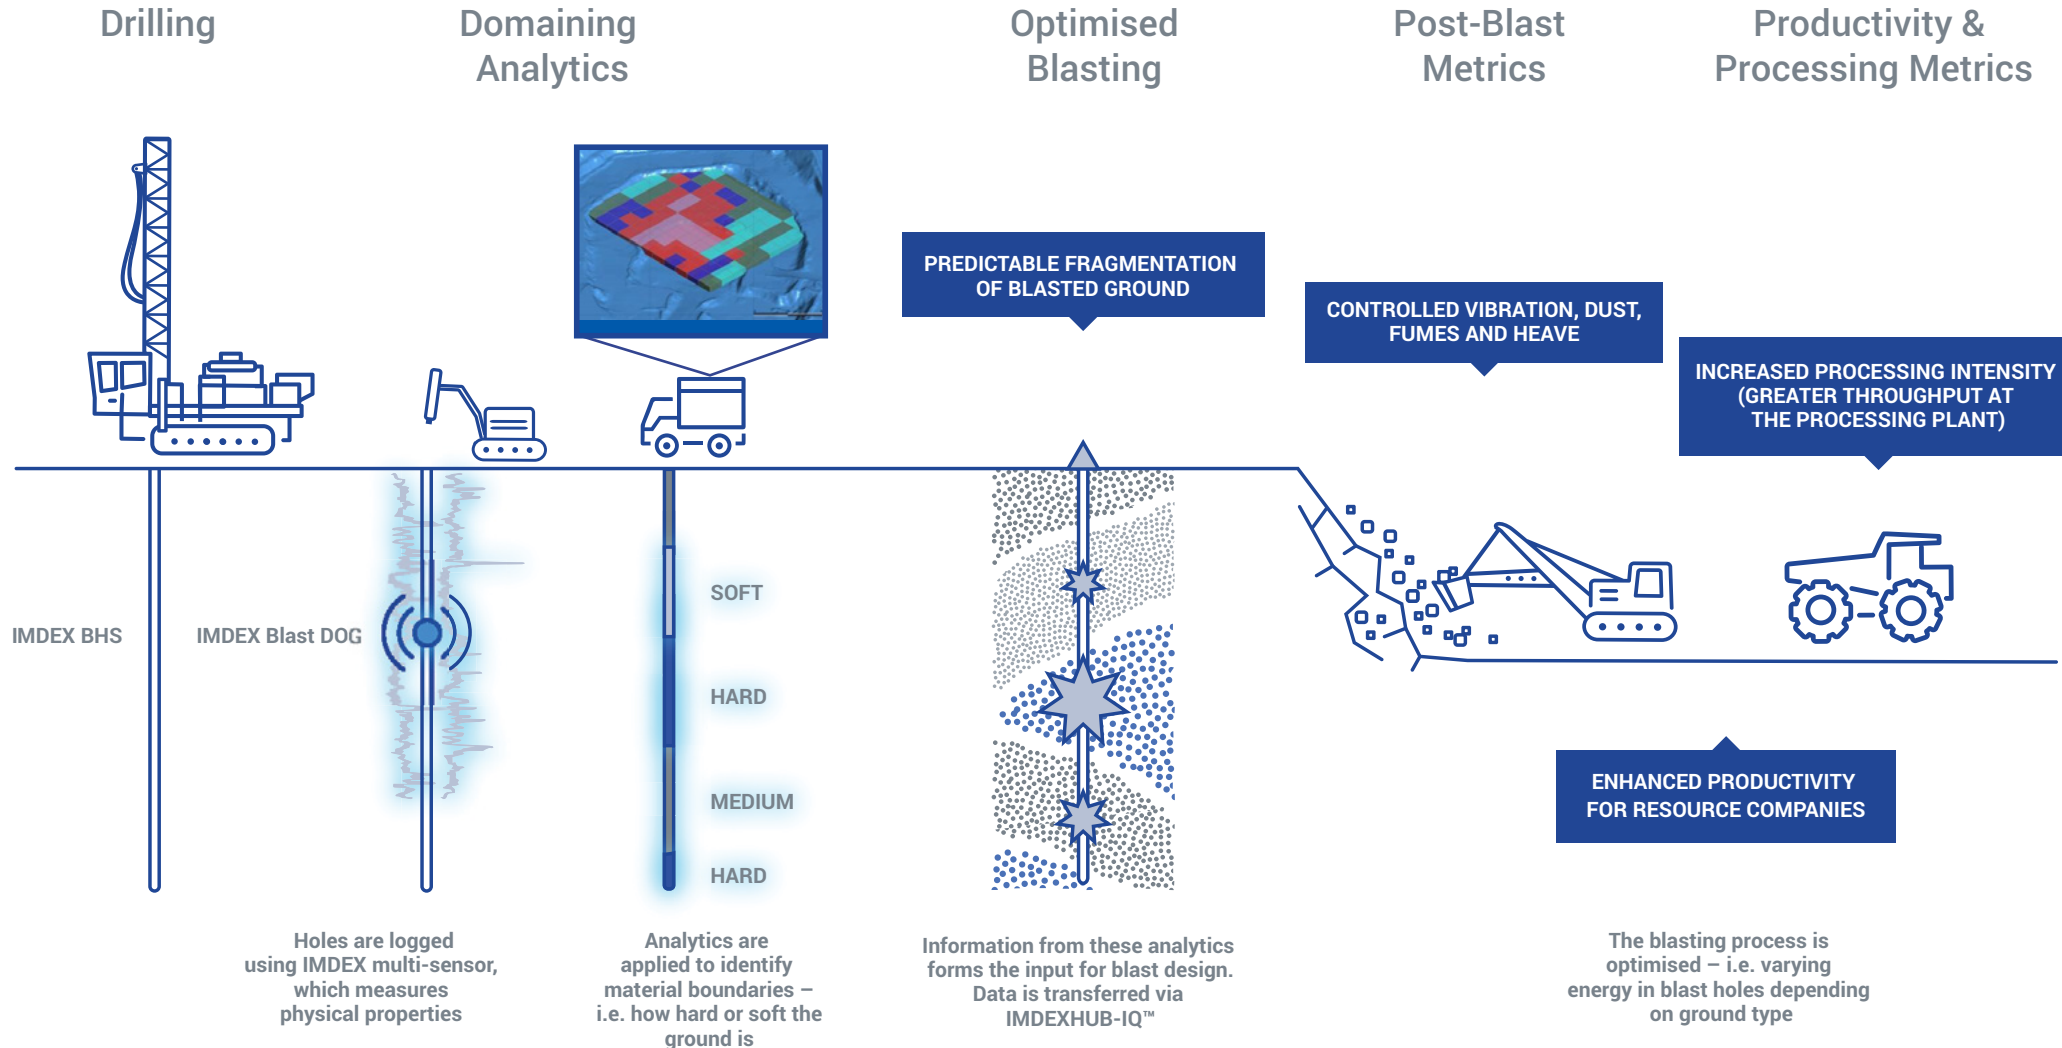 Drilling
Domaining
Analytics
Optimised
Blasting
Post-Blast
Metrics
Productivity &
Processing Metrics
PREDICTABLE FRAGMENTATION
OF BLASTED GROUND
CONTROLLED VIBRATION, DUST,
FUMES AND HEAVE
INCREASED PROCESSING INTENSITY
(GREATER THROUGHPUT AT
THE PROCESSING PLANT)
IMDEX BHS
IMDEX Blast DOG
SOFT
HARD
MEDIUM
HARD
ENHANCED PRODUCTIVITY
FOR RESOURCE COMPANIES
Holes are logged
using IMDEX multi-sensor,
which measures
physical properties
Analytics are
applied to identify
material boundaries –
i.e. how hard or soft the
ground is
Information from these analytics
forms the input for blast design.
Data is transferred via
IMDEXHUB-IQ™
The blasting process is
optimised – i.e. varying
energy in blast holes depending
on ground type